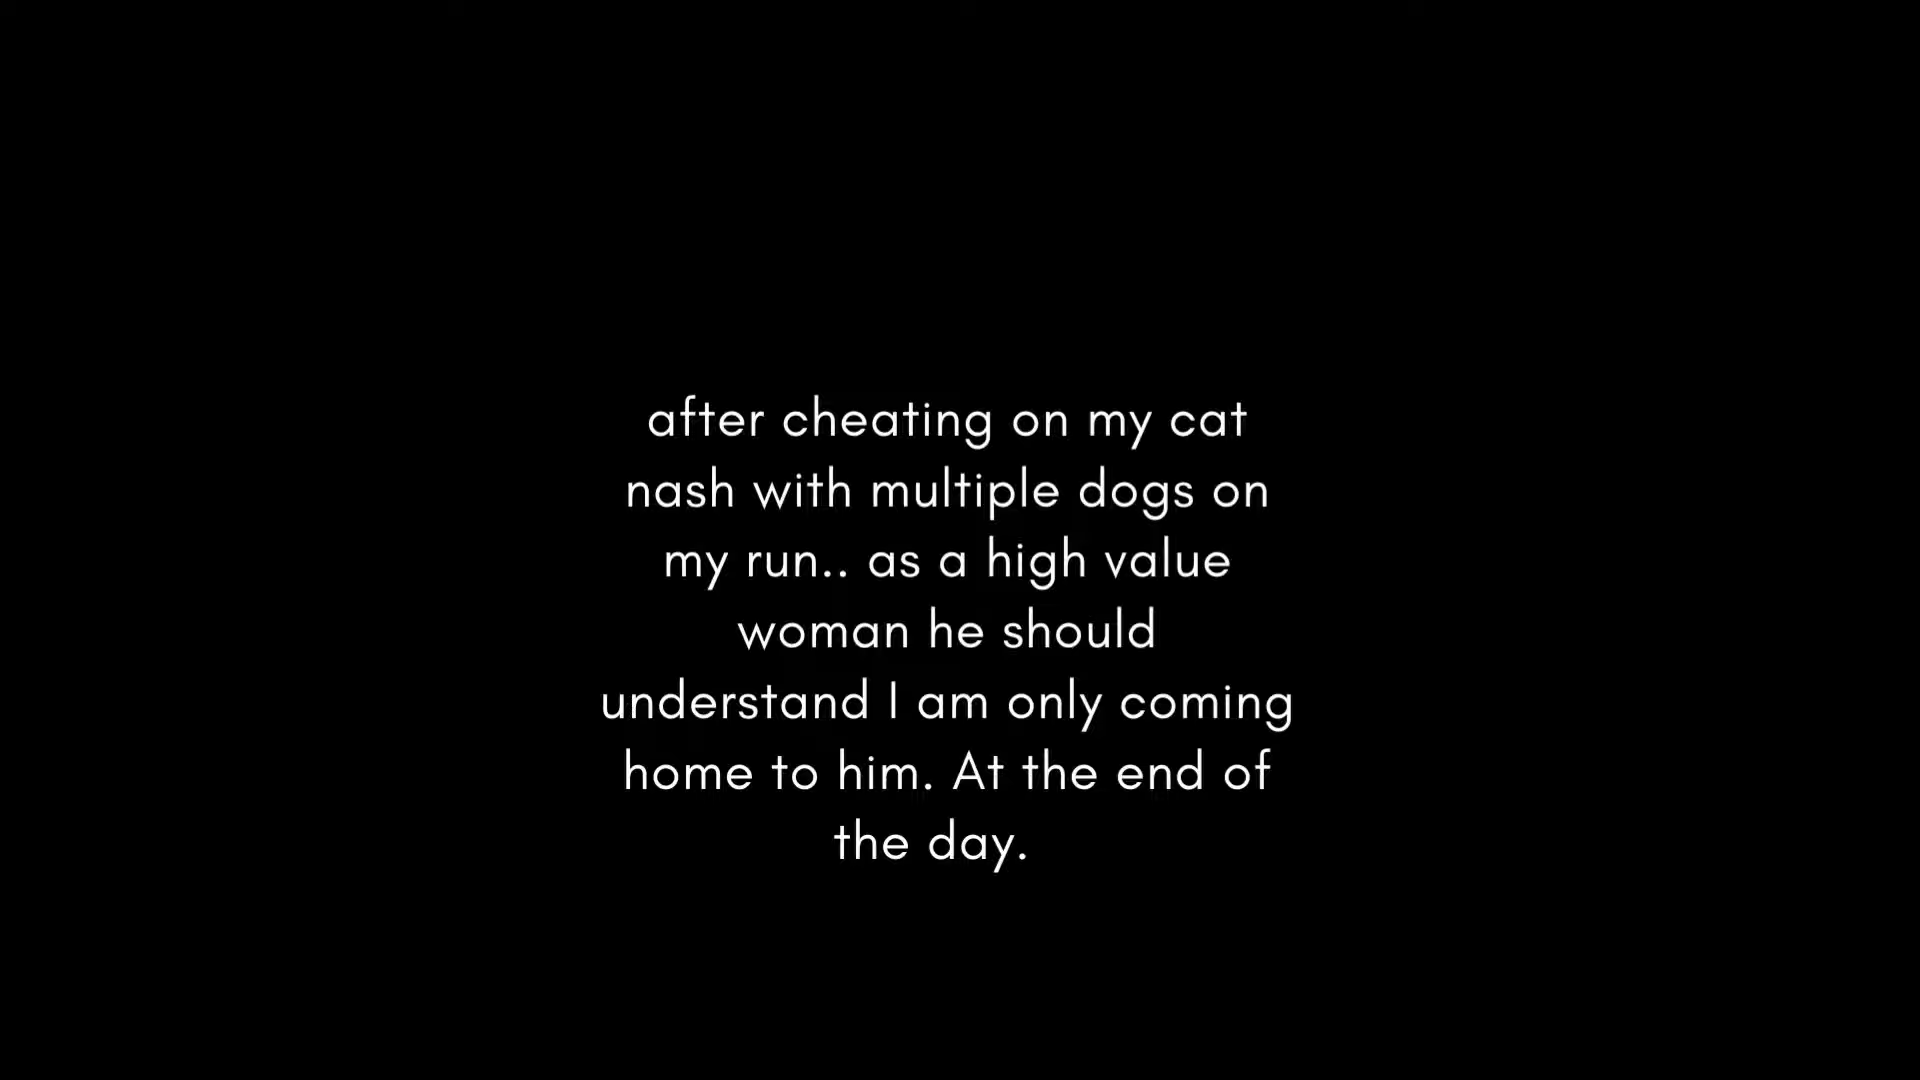 after cheating on my cat
nash with multiple dogs on
my run.. as a high value
woman he should
understand I am only coming
home to him. At the end of
the day.